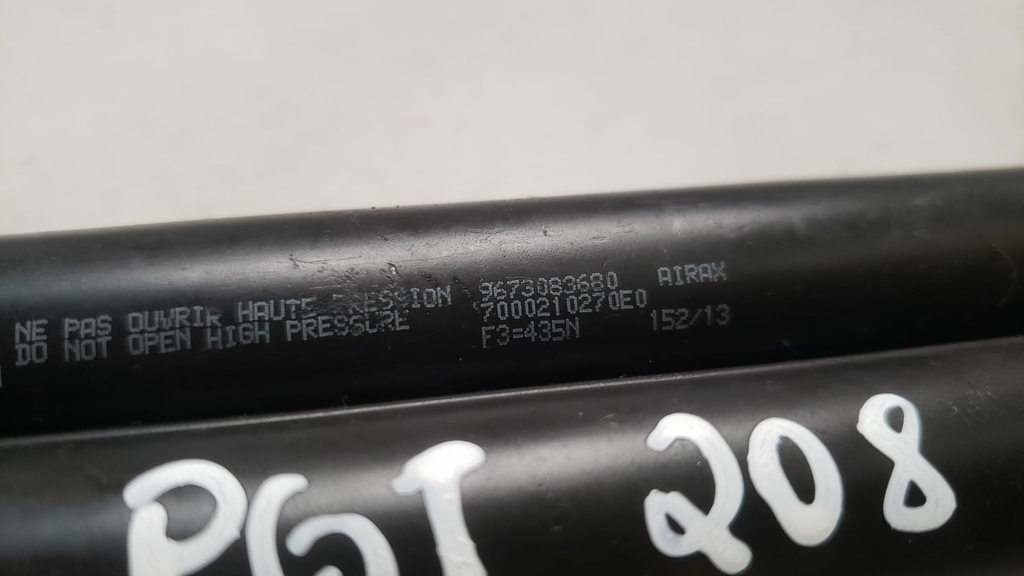 NE PAS OUVRIR HAUTE PRESSION 9673083680 AIRAX
DO NOT OPEN HIGH PRESSURE 7000210270E0
F3=435N 152/13
PGT 208